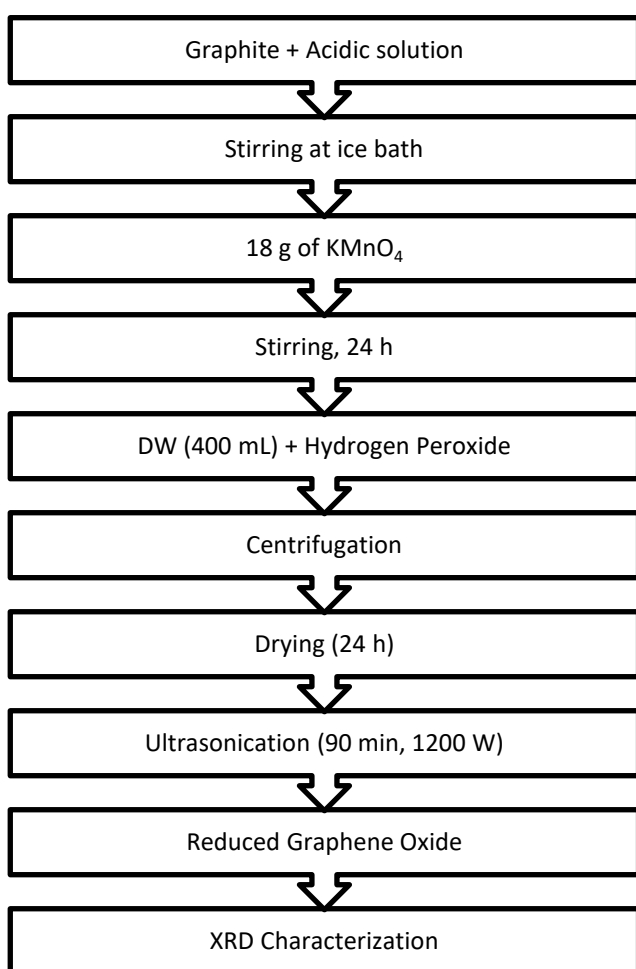 Graphite + Acidic solution
Stirring at ice bath
18 g of KMnO₄
Stirring, 24 h
DW (400 mL) + Hydrogen Peroxide
Centrifugation
Drying (24 h)
Ultrasonication (90 min, 1200 W)
Reduced Graphene Oxide
XRD Characterization